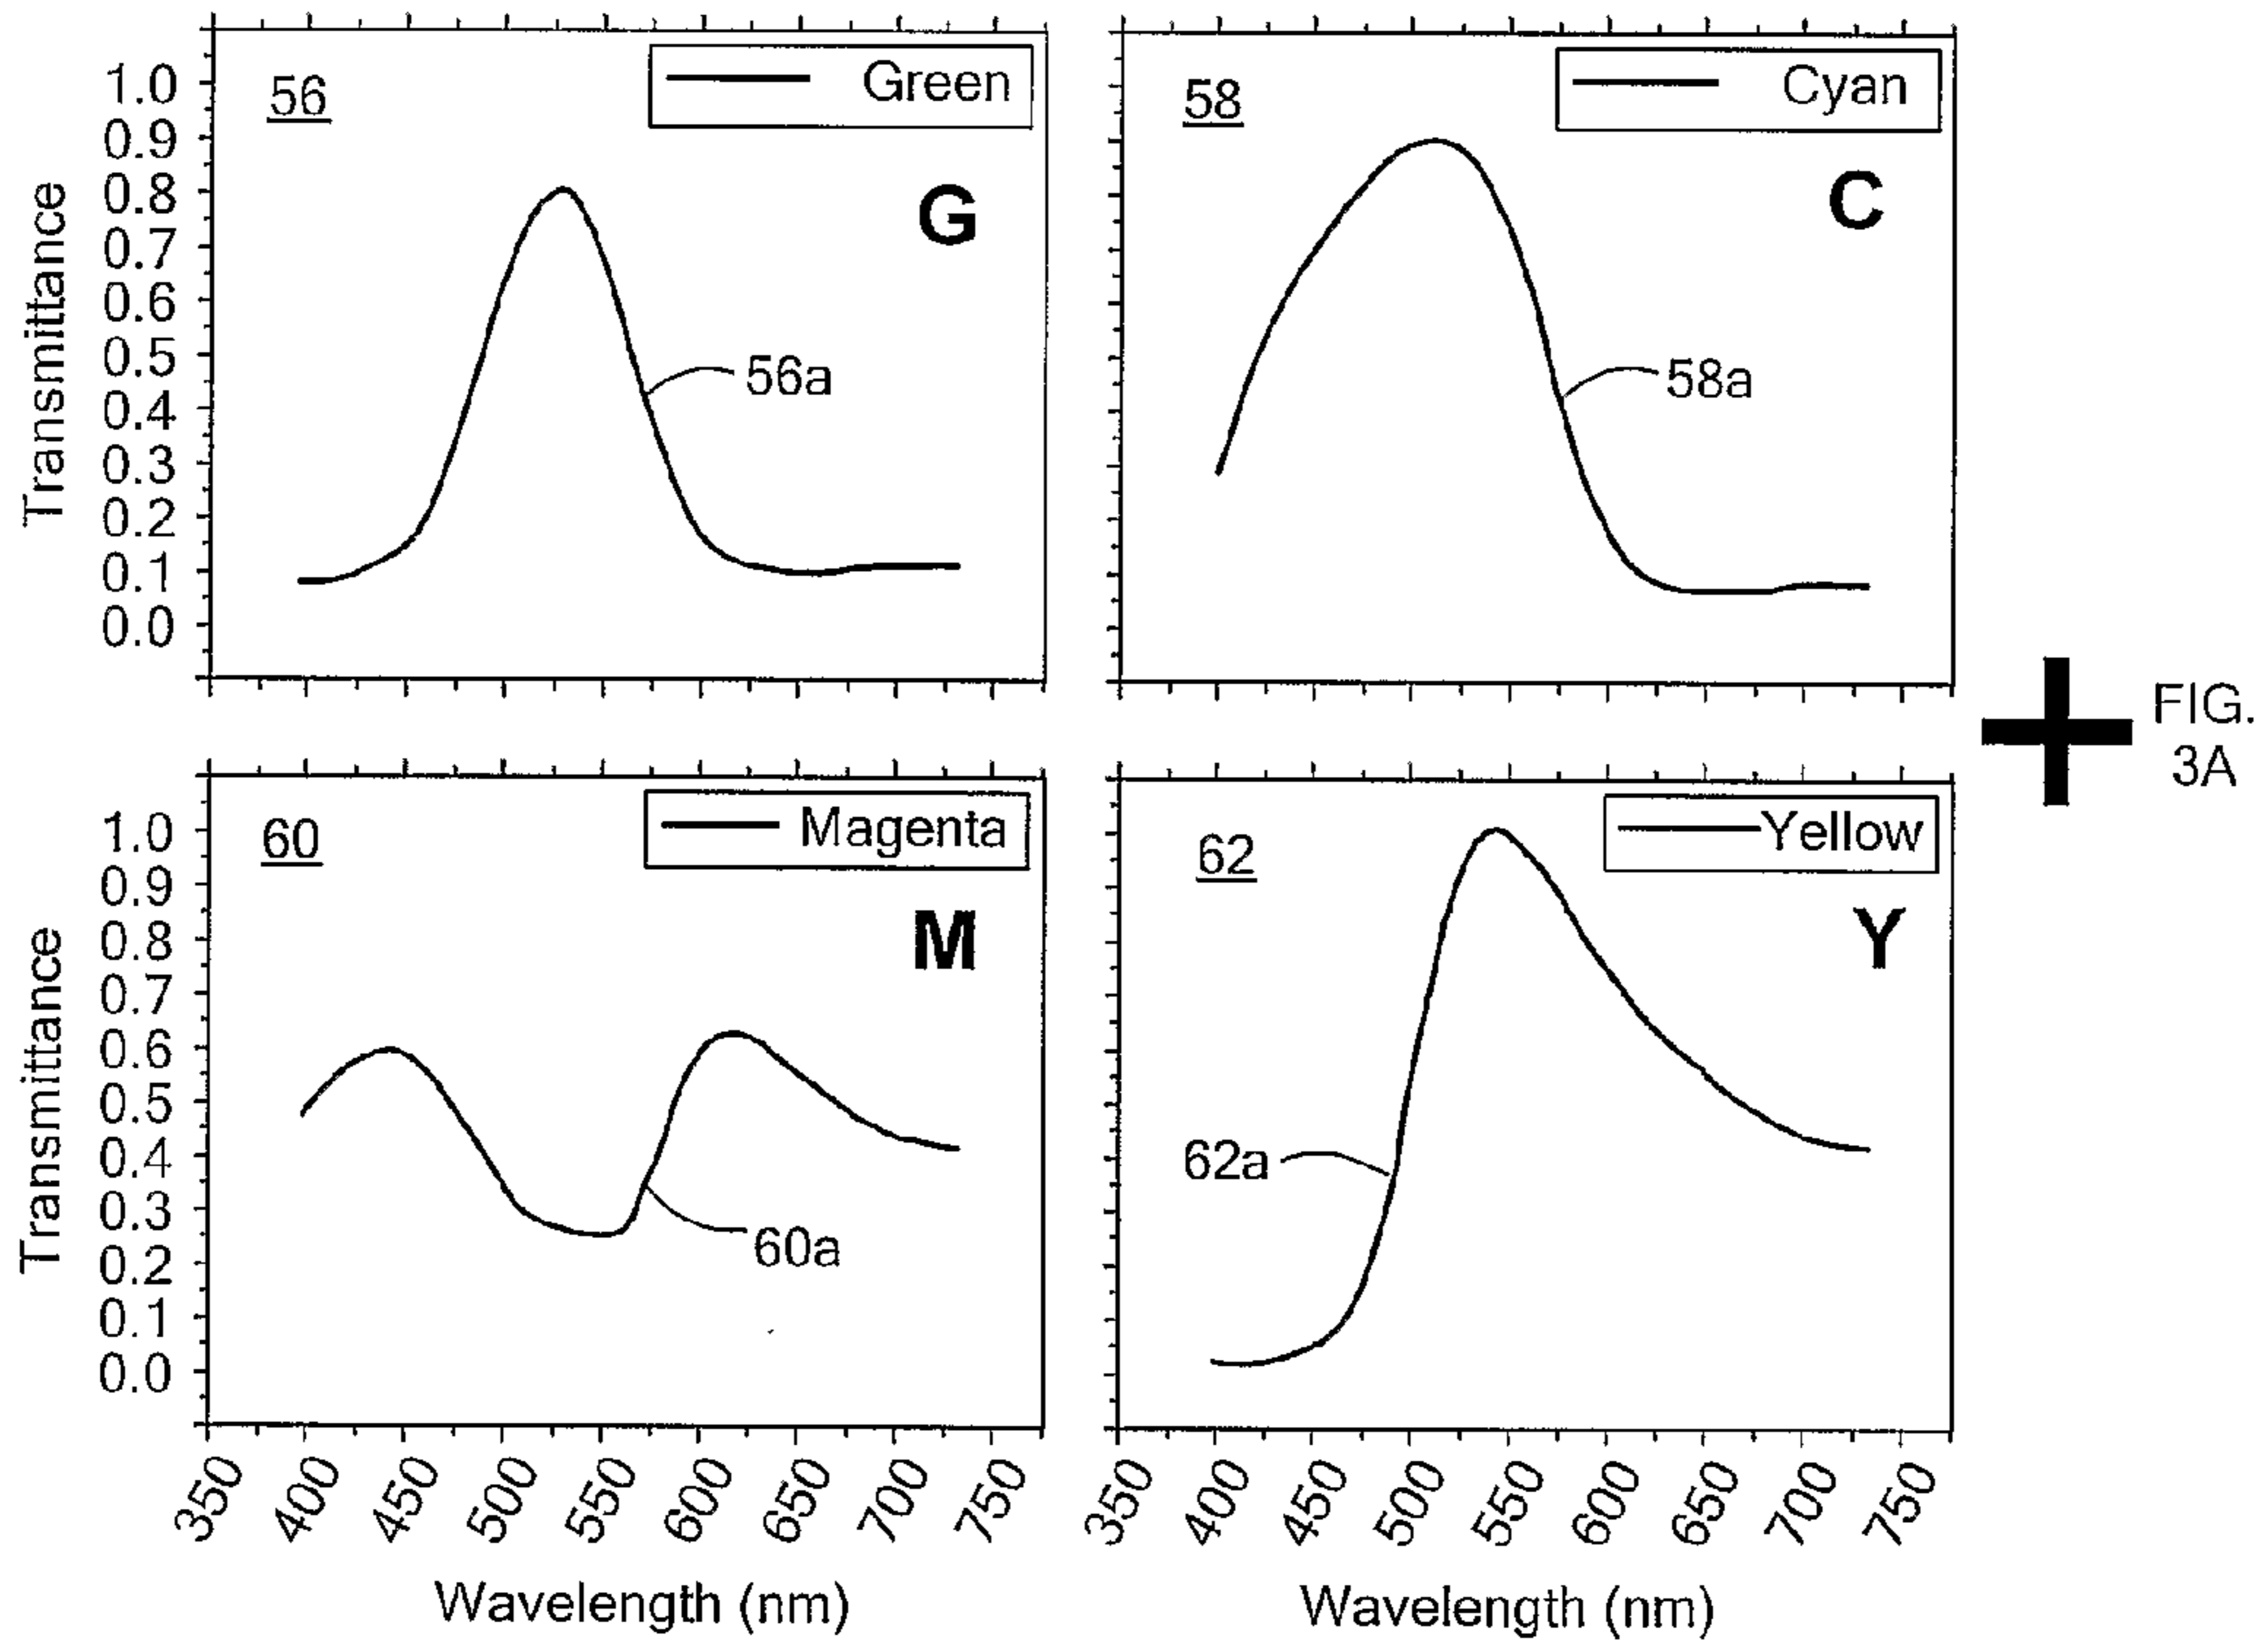 56
Green
G
56a
Transmittance
1.0
0.9
0.8
0.7
0.6
0.5
0.4
0.3
0.2
0.1
0.0
58
Cyan
C
58a
60
Magenta
M
60a
Transmittance
1.0
0.9
0.8
0.7
0.6
0.5
0.4
0.3
0.2
0.1
0.0
350 400 450 500 550 600 650 700 750
Wavelength (nm)
62
Yellow
Y
62a
350 400 450 500 550 600 650 700 750
Wavelength (nm)
FIG.
3A